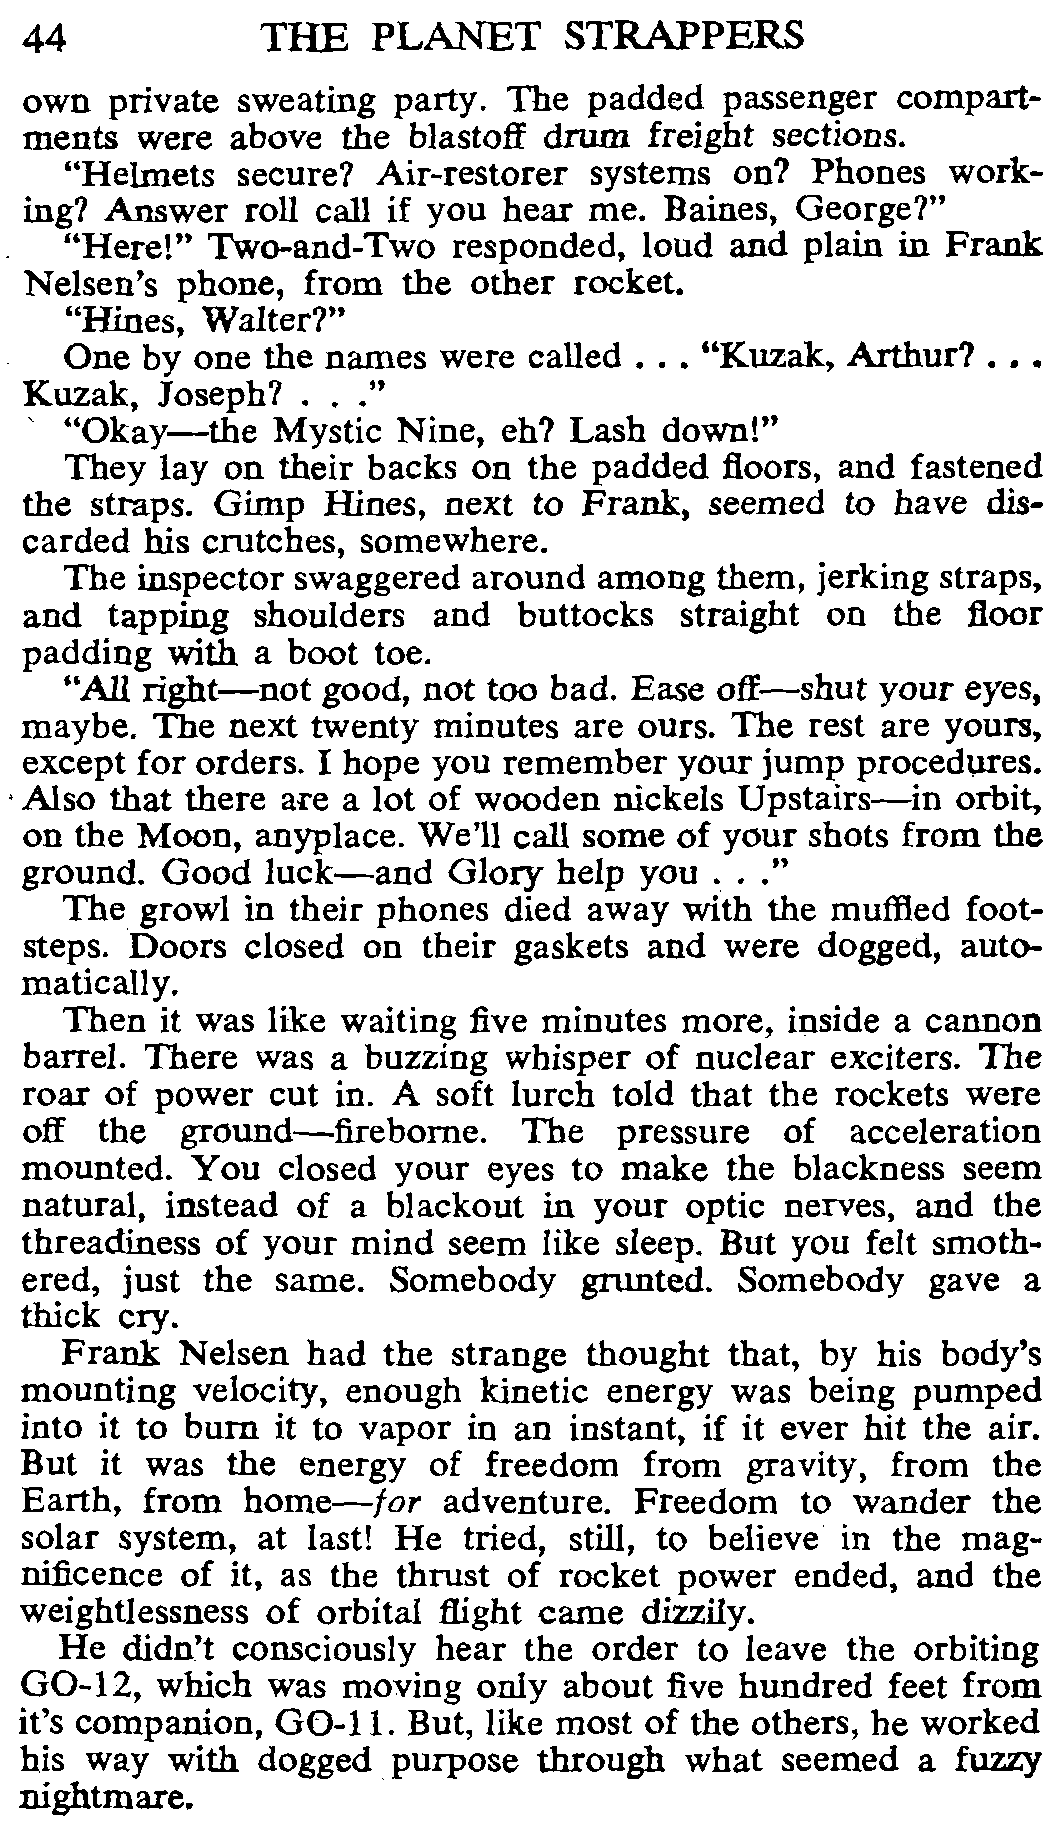 44 THE PLANET STRAPPERS
own private sweating party. The padded passenger compart-
ments were above the blastoff drum freight sections.
“Helmets secure? Air-restorer systems on? Phones work-
ing? Answer roll call if you hear me. Baines, George?”
“Here!” Two-and-Two responded, loud and plain in Frank
Nelsen's phone, from the other rocket.
“Hines, Walter?”
One by one the names were called . . . “Kuzak, Arthur? . . .
Kuzak, Joseph? . . .”
“Okay—the Mystic Nine, eh? Lash down!”
They lay on their backs on the padded floors, and fastened
the straps. Gimp Hines, next to Frank, seemed to have dis-
carded his crutches, somewhere.
The inspector swaggered around among them, jerking straps,
and tapping shoulders and buttocks straight on the floor
padding with a boot toe.
“All right—not good, not too bad. Ease off—shut your eyes,
maybe. The next twenty minutes are ours. The rest are yours,
except for orders. I hope you remember your jump procedures.
Also that there are a lot of wooden nickels Upstairs—in orbit,
on the Moon, anyplace. We'll call some of your shots from the
ground. Good luck—and Glory help you . . .”
The growl in their phones died away with the muffled foot-
steps. Doors closed on their gaskets and were dogged, auto-
matically.
Then it was like waiting five minutes more, inside a cannon
barrel. There was a buzzing whisper of nuclear exciters. The
roar of power cut in. A soft lurch told that the rockets were
off the ground—fireborne. The pressure of acceleration
mounted. You closed your eyes to make the blackness seem
natural, instead of a blackout in your optic nerves, and the
threadiness of your mind seem like sleep. But you felt smoth-
ered, just the same. Somebody grunted. Somebody gave a
thick cry.
Frank Nelsen had the strange thought that, by his body's
mounting velocity, enough kinetic energy was being pumped
into it to burn it to vapor in an instant, if it ever hit the air.
But it was the energy of freedom from gravity, from the
Earth, from home—for adventure. Freedom to wander the
solar system, at last! He tried, still, to believe in the mag-
nificence of it, as the thrust of rocket power ended, and the
weightlessness of orbital flight came dizzily.
He didn't consciously hear the order to leave the orbiting
GO-12, which was moving only about five hundred feet from
it's companion, GO-11. But, like most of the others, he worked
his way with dogged purpose through what seemed a fuzzy
nightmare.